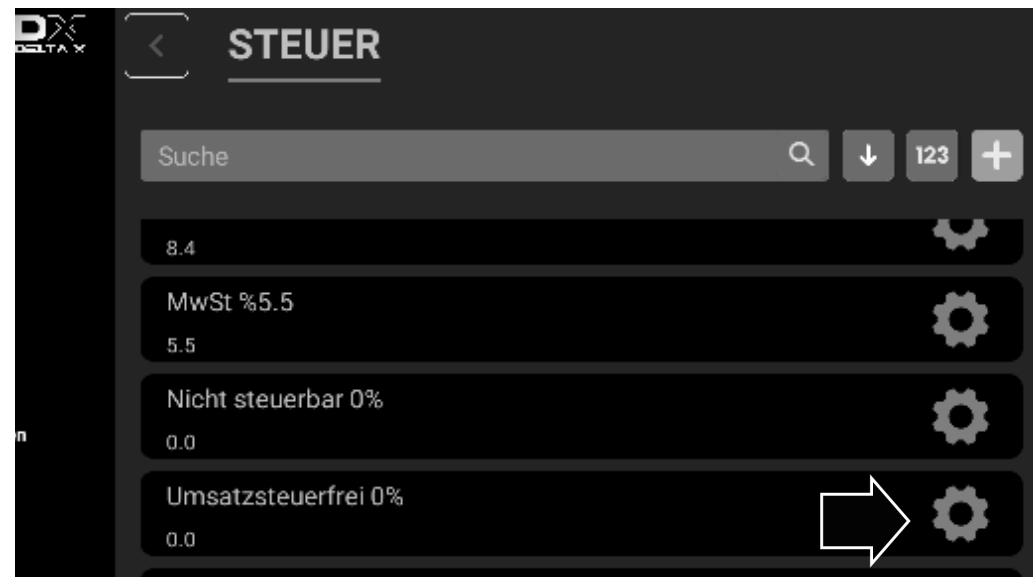 DX
DELTA X
STEUER
Suche
123
8.4
MwSt %5.5
5.5
Nicht steuerbar 0%
0.0
n
Umsatzsteuerfrei 0%
0.0